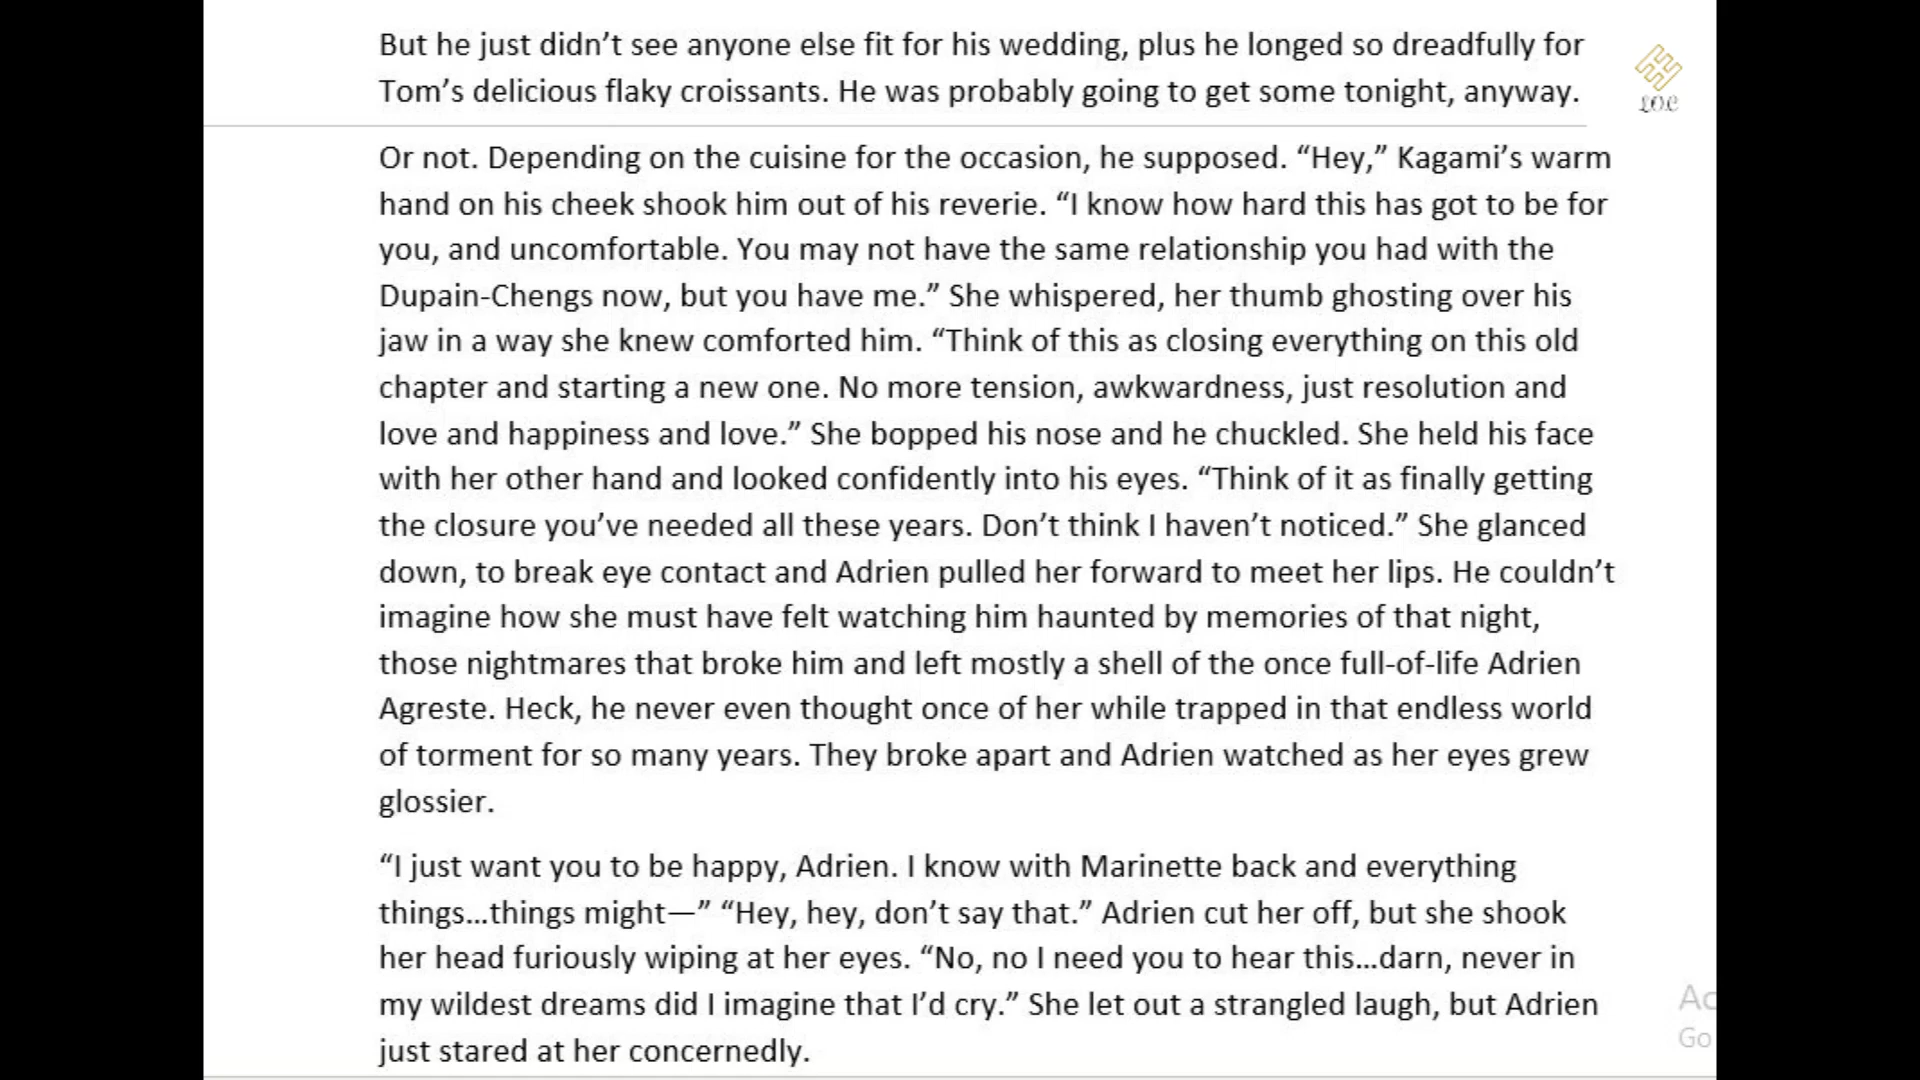 But he just didn’t see anyone else fit for his wedding, plus he longed so dreadfully for
Tom’s delicious flaky croissants. He was probably going to get some tonight, anyway.
LOE
Or not. Depending on the cuisine for the occasion, he supposed. “Hey,” Kagami’s warm
hand on his cheek shook him out of his reverie. “I know how hard this has got to be for
you, and uncomfortable. You may not have the same relationship you had with the
Dupain-Chengs now, but you have me.” She whispered, her thumb ghosting over his
jaw in a way she knew comforted him. “Think of this as closing everything on this old
chapter and starting a new one. No more tension, awkwardness, just resolution and
love and happiness and love.” She bopped his nose and he chuckled. She held his face
with her other hand and looked confidently into his eyes. “Think of it as finally getting
the closure you’ve needed all these years. Don’t think I haven’t noticed.” She glanced
down, to break eye contact and Adrien pulled her forward to meet her lips. He couldn’t
imagine how she must have felt watching him haunted by memories of that night,
those nightmares that broke him and left mostly a shell of the once full-of-life Adrien
Agreste. Heck, he never even thought once of her while trapped in that endless world
of torment for so many years. They broke apart and Adrien watched as her eyes grew
glossier.
“I just want you to be happy, Adrien. I know with Marinette back and everything
things…things might—” “Hey, hey, don’t say that.” Adrien cut her off, but she shook
her head furiously wiping at her eyes. “No, no I need you to hear this…darn, never in
my wildest dreams did I imagine that I’d cry.” She let out a strangled laugh, but Adrien
just stared at her concernedly.
Ac
Go